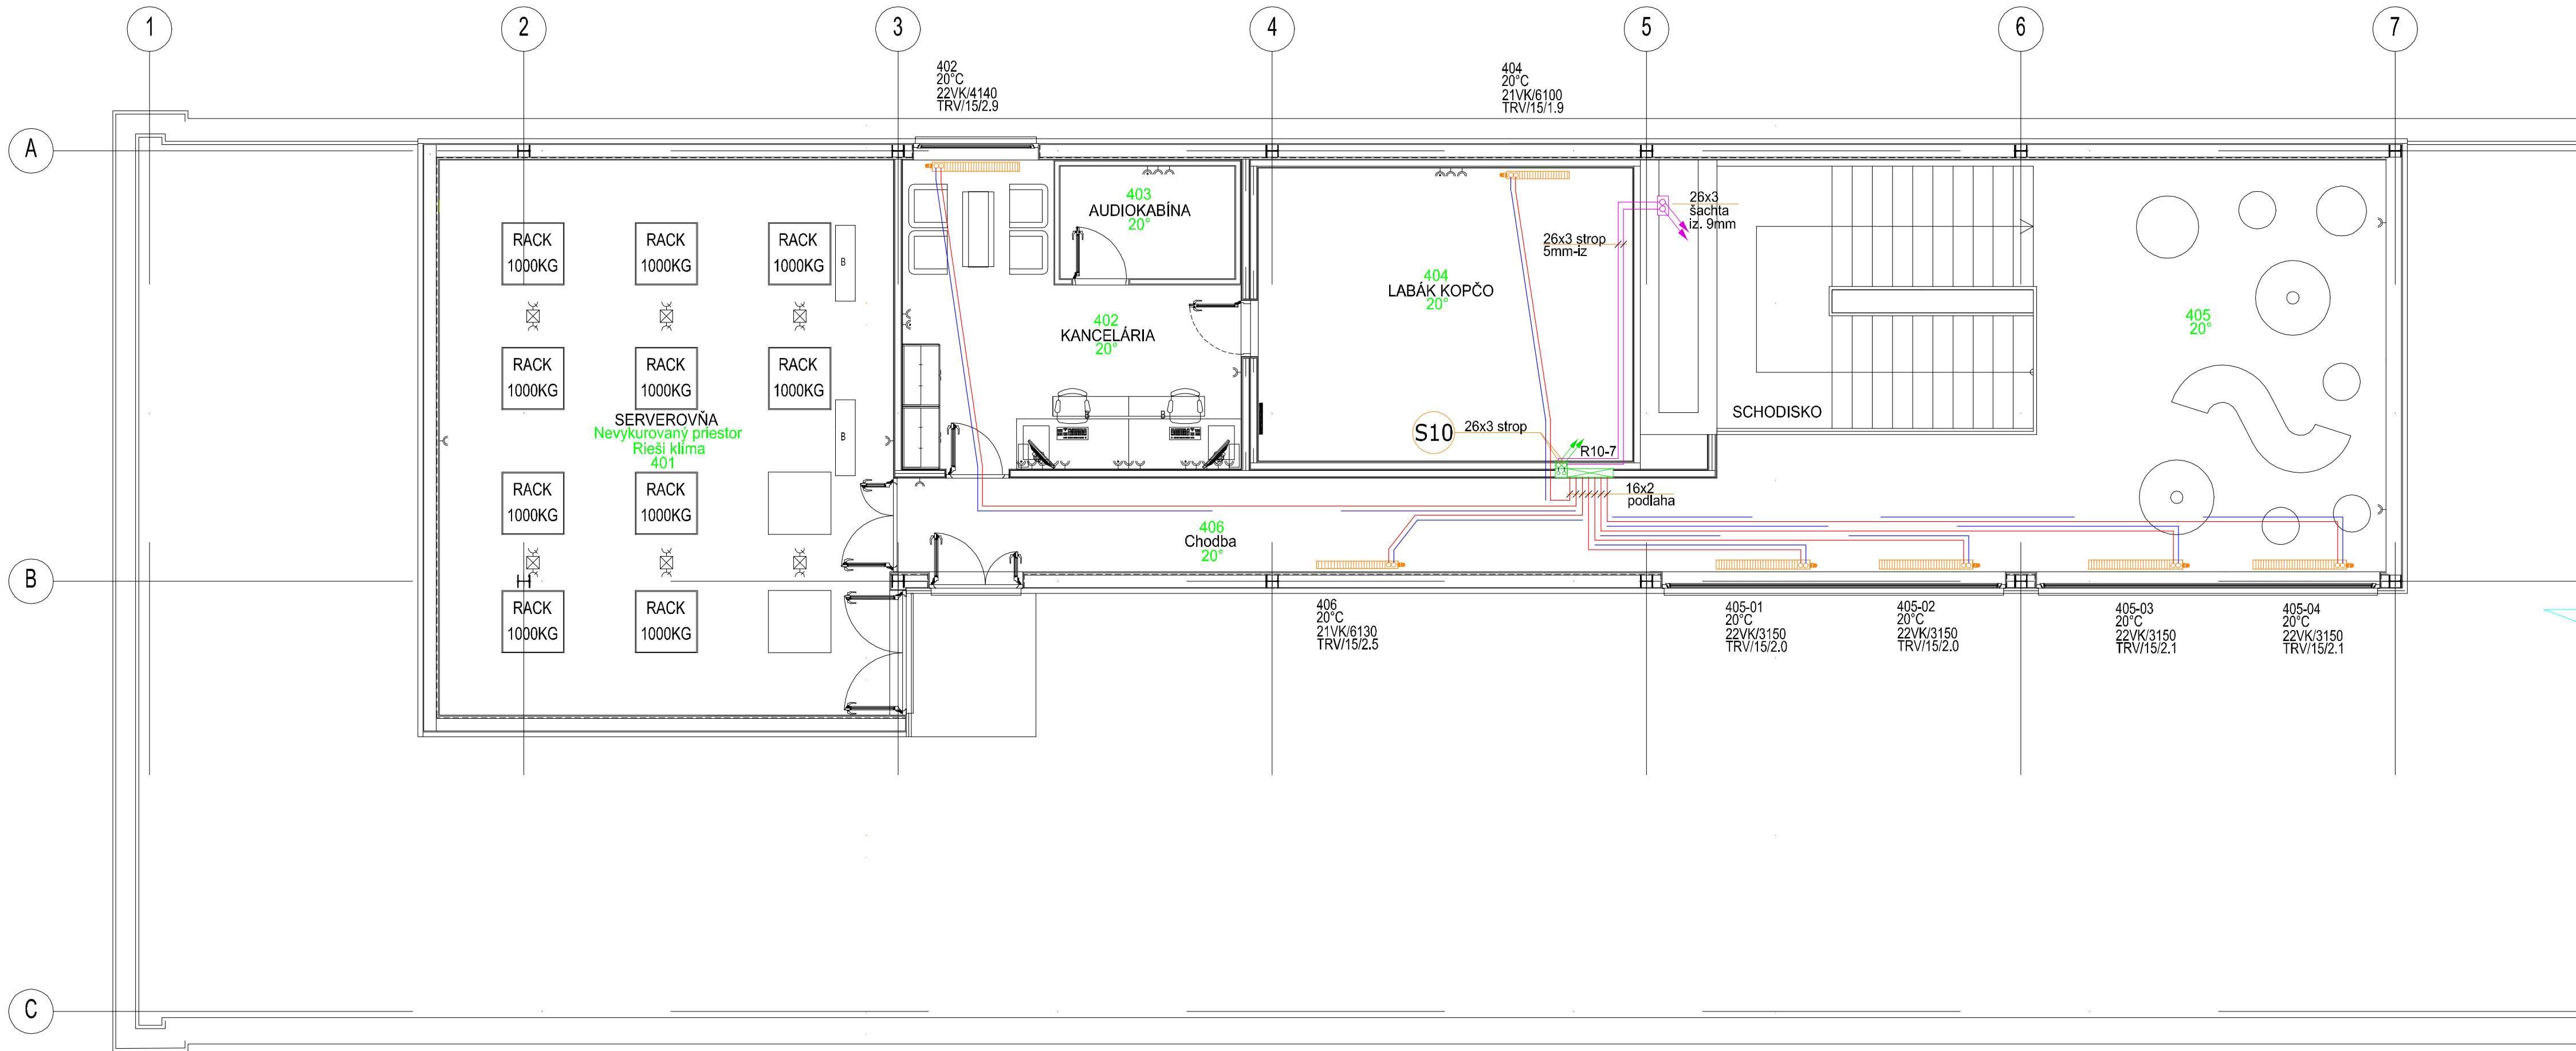 1
2
3
4
5
6
7
A
B
C
402
20°C
22VK/4140
TRV/15/2.9
404
20°C
21VK/6100
TRV/15/1.9
RACK
1000KG
RACK
1000KG
RACK
1000KG
B
RACK
1000KG
RACK
1000KG
RACK
1000KG
B
SERVEROVŇA
Nevykurovaný priestor
Rieši klíma
401
RACK
1000KG
RACK
1000KG
RACK
1000KG
RACK
1000KG
403
AUDIOKABÍNA
20°
402
KANCELÁRIA
20°
B
B
404
LABÁK KOPČO
20°
26x3 strop
5mm-iz
26x3
šachta
iz. 9mm
S10
26x3 strop
R10-7
16x2
podlaha
SCHODISKO
405
20°
406
Chodba
20°
406
20°C
21VK/6130
TRV/15/2.5
405-01
20°C
22VK/3150
TRV/15/2.0
405-02
20°C
22VK/3150
TRV/15/2.0
405-03
20°C
22VK/3150
TRV/15/2.1
405-04
20°C
22VK/3150
TRV/15/2.1